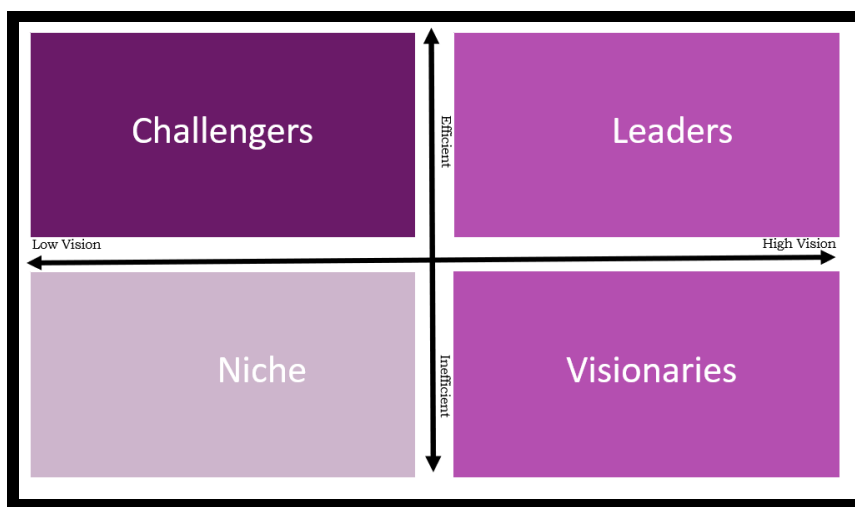 Challengers
Leaders
Efficient
Low Vision
High Vision
Niche
Visionaries
Inefficient